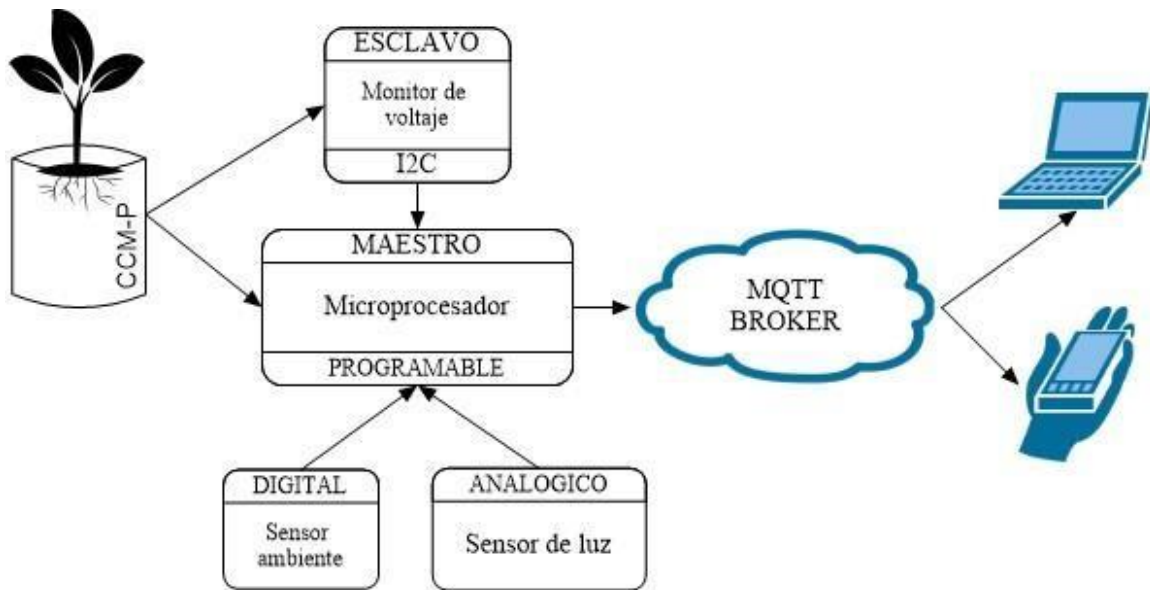 ESCLAVO
Monitor de
voltaje
I2C
CCM-P
MAESTRO
Microprocesador
PROGRAMABLE
MQTT
BROKER
DIGITAL
Sensor
ambiente
ANALOGICO
Sensor de luz